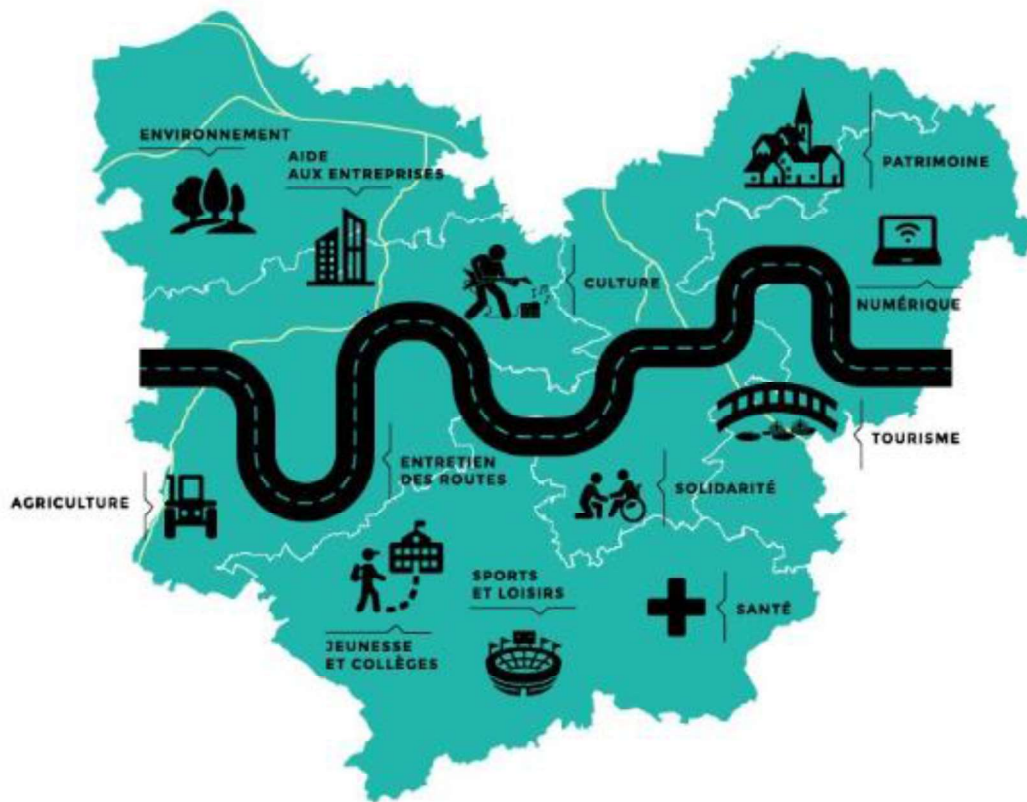 ENVIRONNEMENT
AIDE
AUX ENTREPRISES
PATRIMOINE
CULTURE
NUMÉRIQUE
TOURISME
ENTRETIEN
DES ROUTES
SOLIDARITÉ
AGRICULTURE
SPORTS
ET LOISIRS
SANTÉ
JEUNESSE
ET COLLÈGES